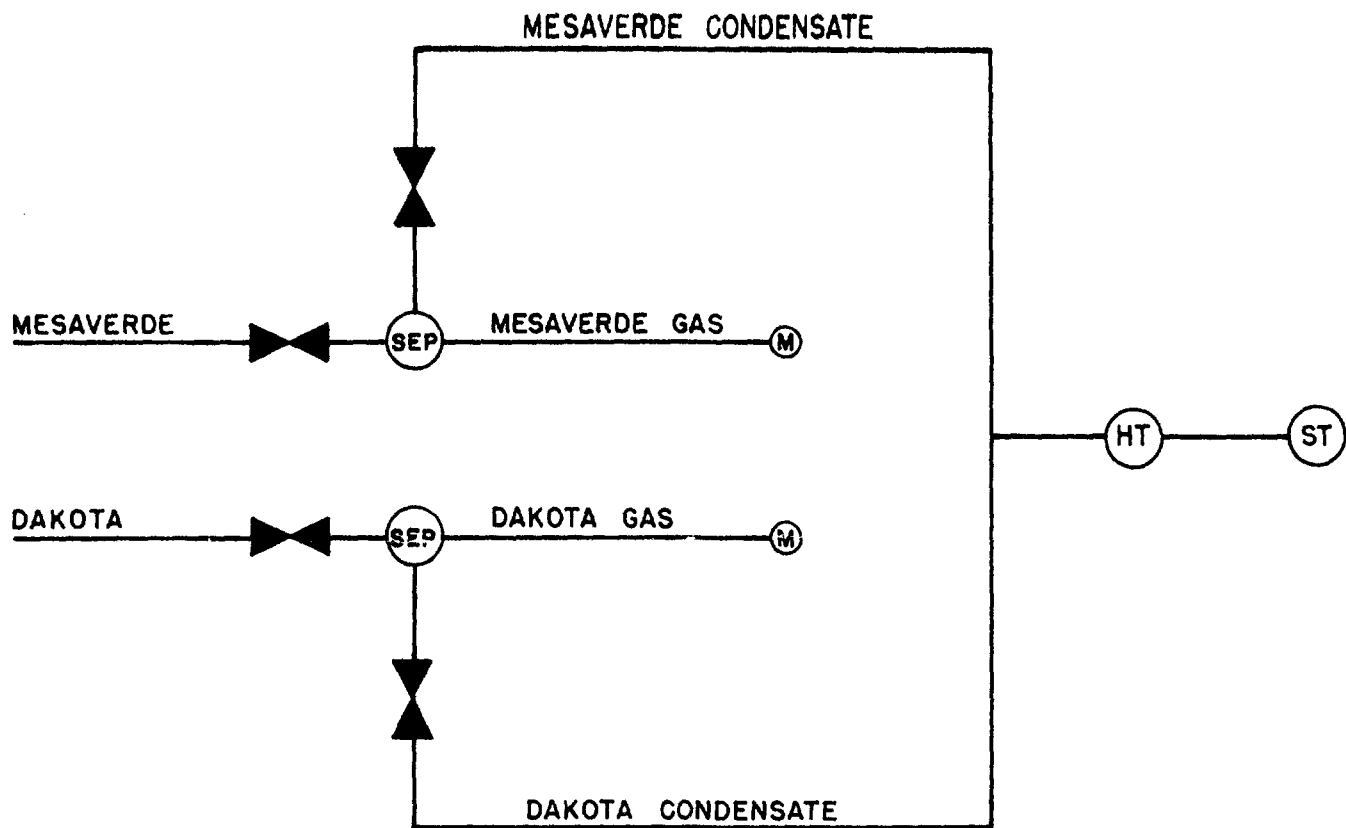 MESAVERDE CONDENSATE
MESAVERDE
SEP
MESAVERDE GAS
M
HT
ST
DAKOTA
SEP
DAKOTA GAS
M
DAKOTA CONDENSATE